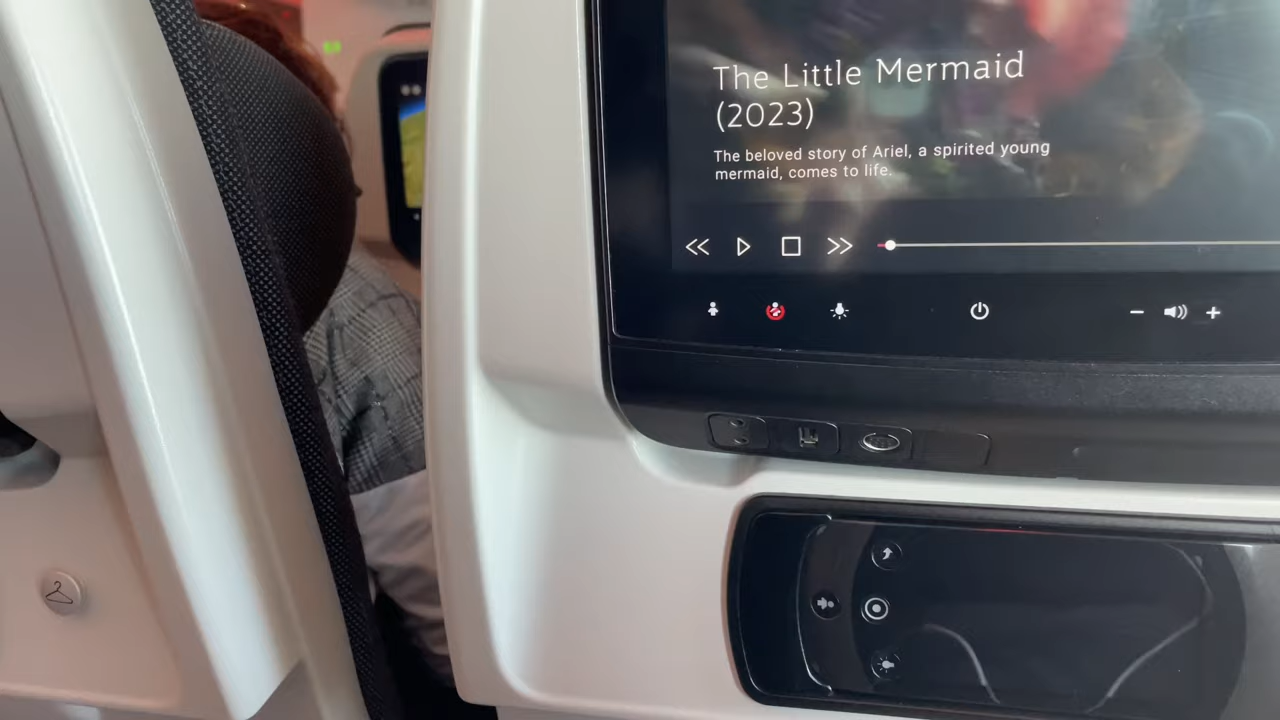 The Little Mermaid
(2023)
The beloved story of Ariel, a spirited young
mermaid, comes to life.